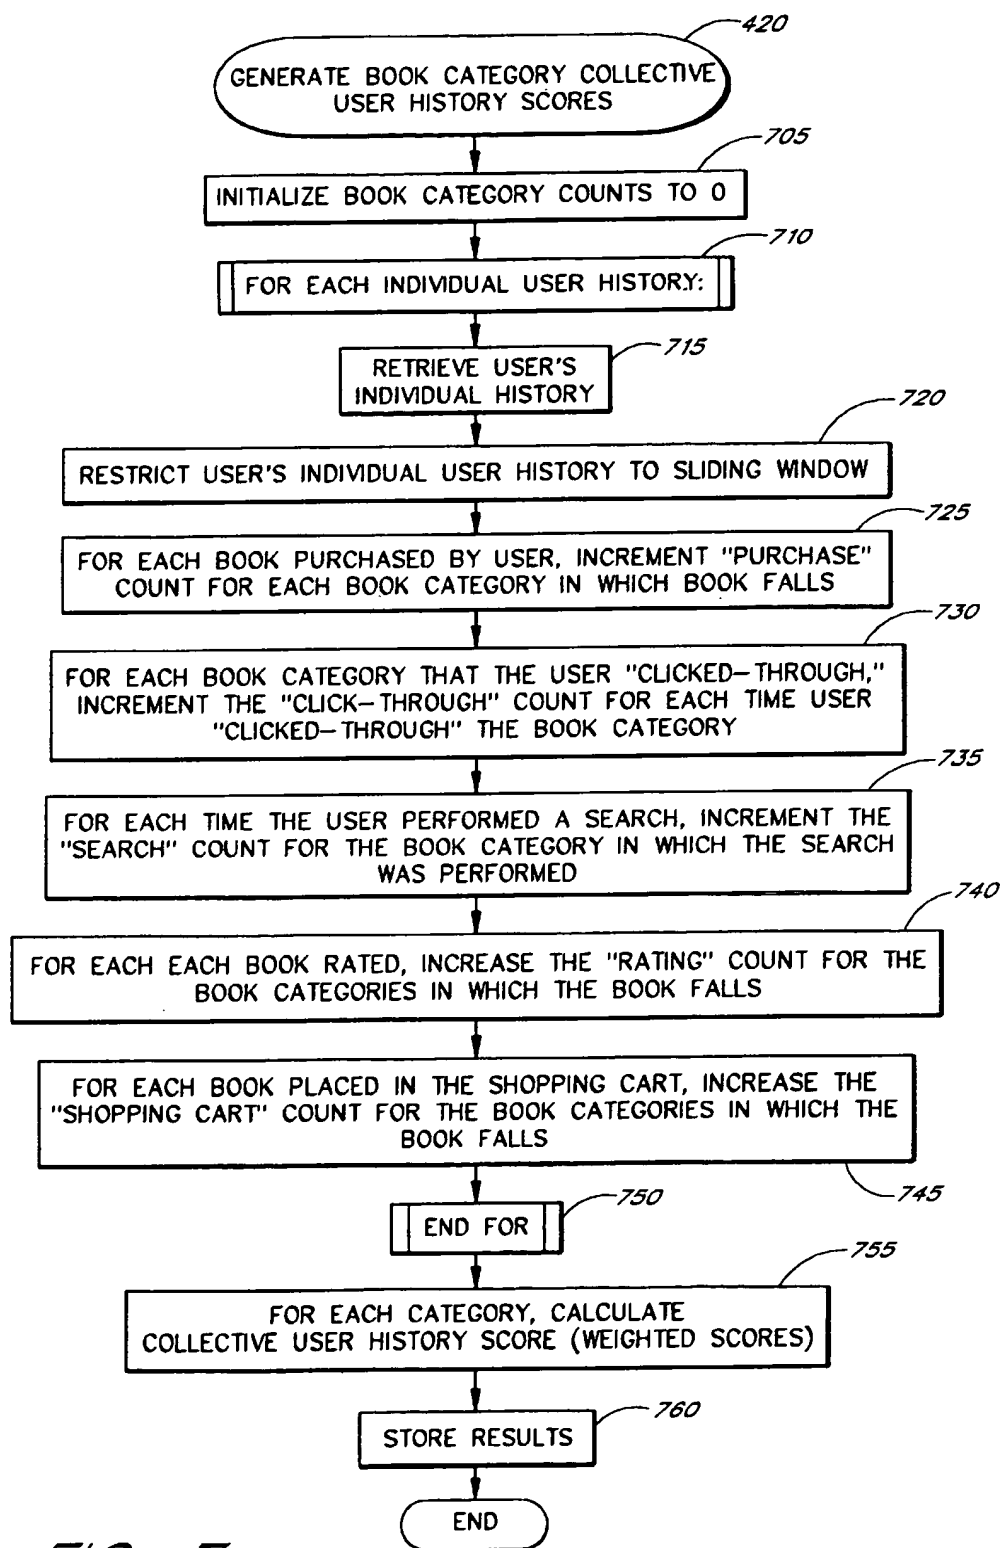 420
GENERATE BOOK CATEGORY COLLECTIVE
USER HISTORY SCORES
705
INITIALIZE BOOK CATEGORY COUNTS TO 0
710
FOR EACH INDIVIDUAL USER HISTORY:
715
RETRIEVE USER'S
INDIVIDUAL HISTORY
720
RESTRICT USER'S INDIVIDUAL USER HISTORY TO SLIDING WINDOW
725
FOR EACH BOOK PURCHASED BY USER, INCREMENT "PURCHASE"
COUNT FOR EACH BOOK CATEGORY IN WHICH BOOK FALLS
730
FOR EACH BOOK CATEGORY THAT THE USER "CLICKED-THROUGH,"
INCREMENT THE "CLICK-THROUGH" COUNT FOR EACH TIME USER
"CLICKED-THROUGH" THE BOOK CATEGORY
735
FOR EACH TIME THE USER PERFORMED A SEARCH, INCREMENT THE
"SEARCH" COUNT FOR THE BOOK CATEGORY IN WHICH THE SEARCH
WAS PERFORMED
740
FOR EACH EACH BOOK RATED, INCREASE THE "RATING" COUNT FOR THE
BOOK CATEGORIES IN WHICH THE BOOK FALLS
FOR EACH BOOK PLACED IN THE SHOPPING CART, INCREASE THE
"SHOPPING CART" COUNT FOR THE BOOK CATEGORIES IN WHICH THE
BOOK FALLS
745
750
END FOR
755
FOR EACH CATEGORY, CALCULATE
COLLECTIVE USER HISTORY SCORE (WEIGHTED SCORES)
760
STORE RESULTS
END